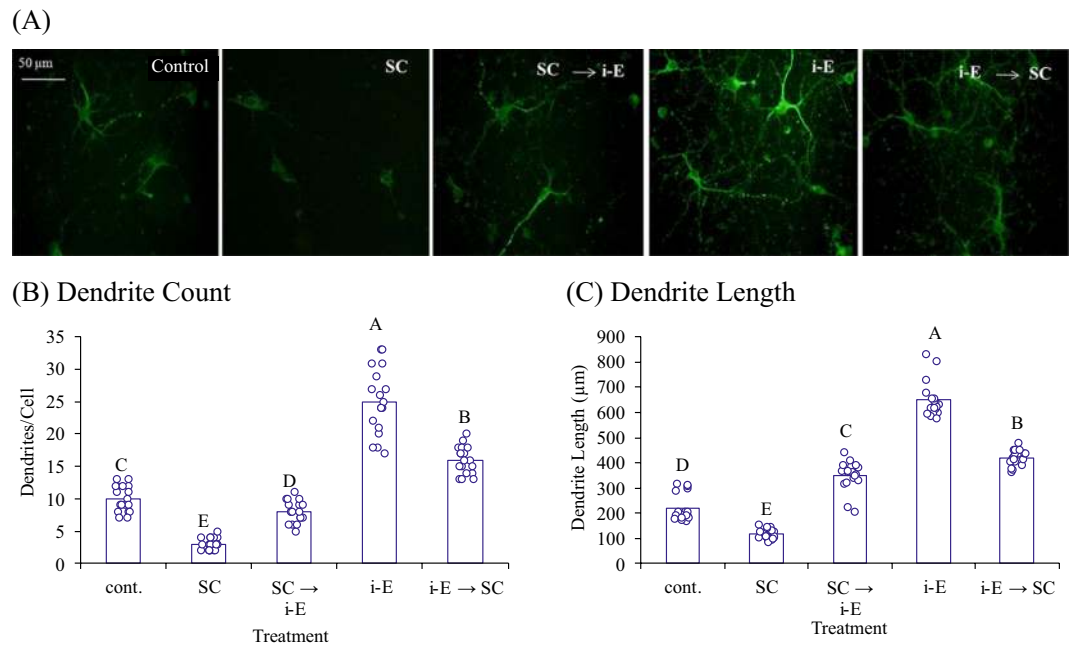 (A)
50 µm
Control
SC
SC → i-E
i-E
i-E → SC
(B) Dendrite Count
Dendrites/Cell
35
30
25
20
15
10
5
0
C
E
D
A
B
cont.
SC
SC →
i-E
i-E
i-E → SC
Treatment
(C) Dendrite Length
Dendrite Length (µm)
900
800
700
600
500
400
300
200
100
0
D
E
C
A
B
cont.
SC
SC →
i-E
i-E
i-E → SC
Treatment